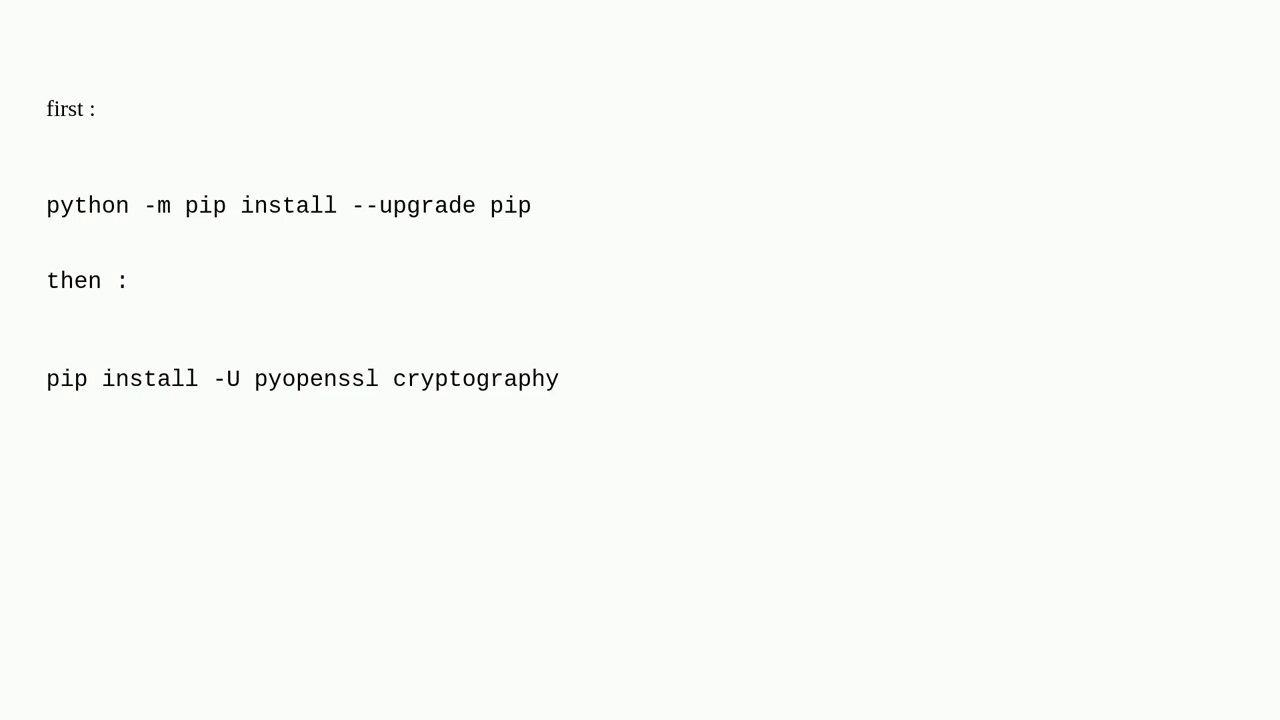 first :
python -m pip install --upgrade pip
then :
pip install -U pyopenssl cryptography